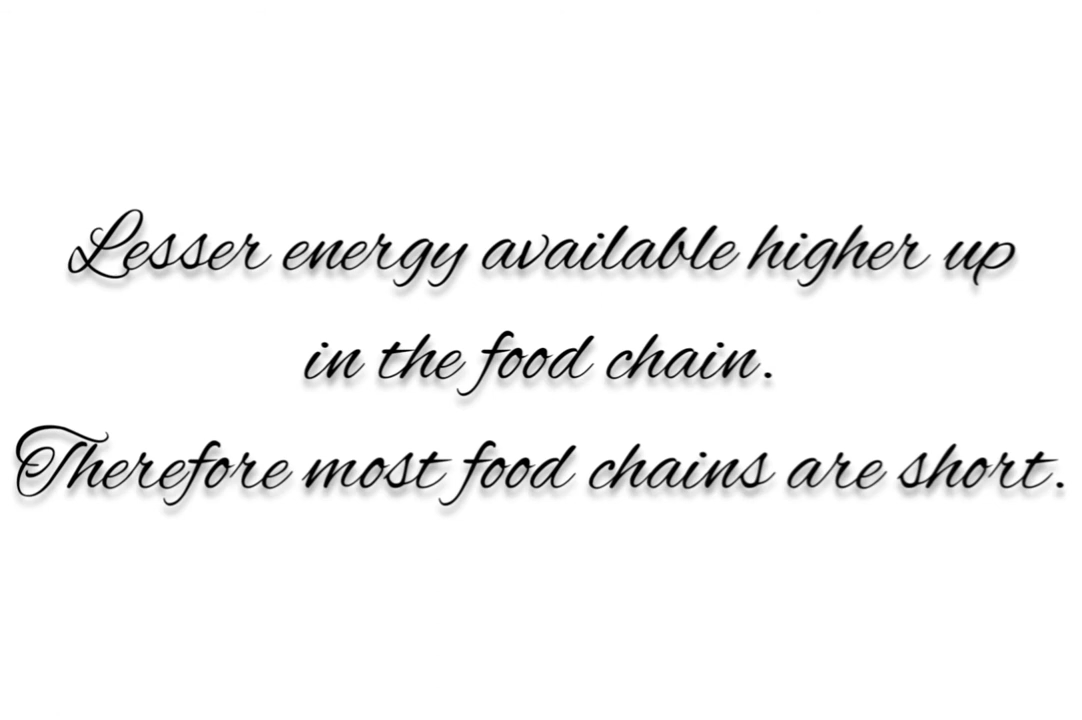 Lesser energy available higher up
in the food chain.
Therefore most food chains are short.